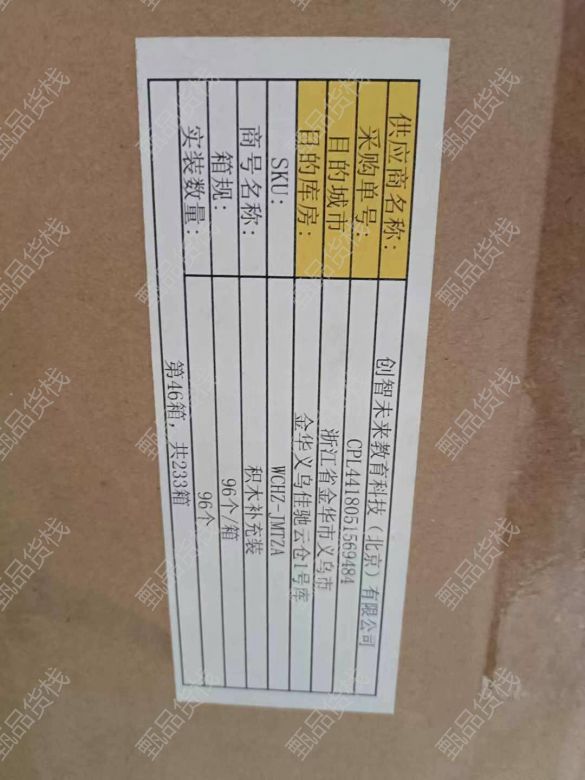 供应商名称: 创智未来教育科技（北京）有限公司
采购单号: CPL4418051569484
目的城市 浙江省金华市义乌市
目的库房: 金华义乌佳驰云仓1号库
SKU: WCHZ-JMTZA
商号名称: 积木补充装
箱规: 96个/箱
实装数量: 96个
第46箱, 共233箱
甄品货栈